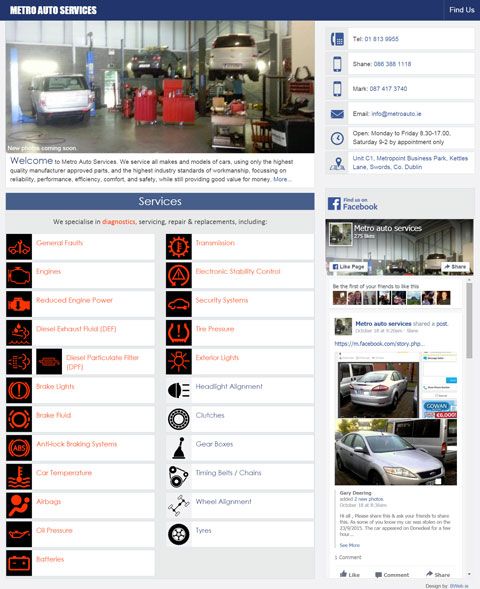 METRO AUTO SERVICES
Find Us
New photos coming soon.
Welcome to Metro Auto Services. We service all makes and models of cars, using only the highest
quality manufacturer approved parts, and the highest industry standards of workmanship, focussing on
reliability, performance, efficiency, comfort, and safety, while still providing good value for money. More...
Tel: 01 813 9955
Shane: 086 388 1118
Mark: 087 417 3740
Email: info@metroauto.ie
Open: Monday to Friday 8.30-17.00,
Saturday 9-2 by appointment only
Unit C1, Metropoint Business Park, Kettles
Lane, Swords, Co. Dublin
Services
We specialise in diagnostics, servicing, repair & replacements, including:
General Faults
Engines
Reduced Engine Power
Diesel Exhaust Fluid (DEF)
Diesel Particulate Filter
(DPF)
Brake Lights
Brake Fluid
Anti-lock Braking Systems
ABS
Car Temperature
Airbags
Oil Pressure
Batteries
Transmission
Electronic Stability Control
Security Systems
Tire Pressure
Exterior Lights
Headlight Alignment
Clutches
Gear Boxes
Timing Belts / Chains
Wheel Alignment
Tyres
Find us on
Facebook
Metro auto services
275 likes
Like Page
Share
Be the first of your friends to like this
Metro auto services shared a post.
October 18 at 8:20am · Share
https://m.facebook.com/story.php...
GOWAN
€6,000!
Gary Deering
added 2 new photos.
October 18 at 8:36am
Hi all , Please share this & ask your friends to
share this. As some of you know my car was stolen on the
23/9/2015. The car appeared on Donedeal for a few
hour...
See More
1 Comment
Like
Comment
Share
Design by: BWeb.ie